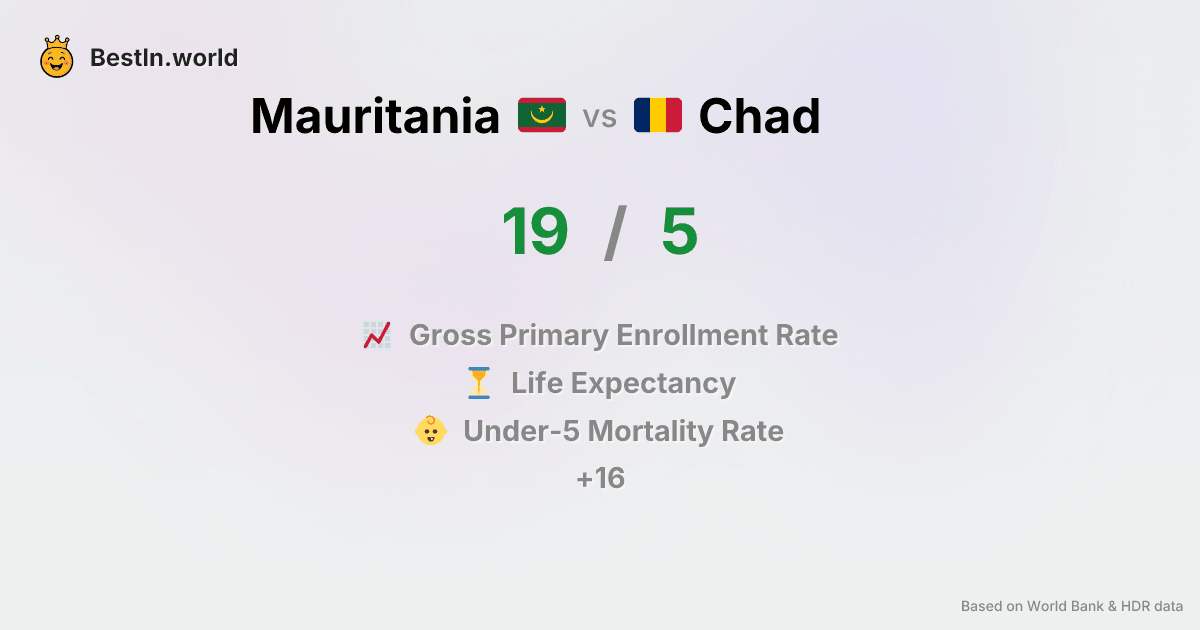 BestIn.world
Mauritania vs Chad
19 / 5
Gross Primary Enrollment Rate
Life Expectancy
Under-5 Mortality Rate
+16
Based on World Bank & HDR data